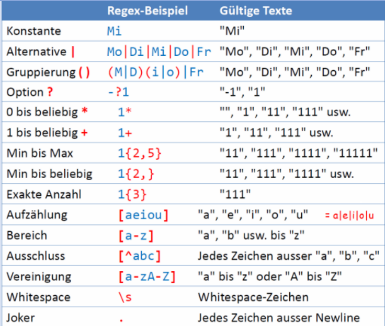 Regex-Beispiel Gültige Texte
Konstante Mi "Mi"
Alternative | Mo|Di|Mi|Do|Fr "Mo", "Di", "Mi", "Do", "Fr"
Gruppierung () (M|D)(i|o)|Fr "Mo", "Di", "Mi", "Do", "Fr"
Option ? -?1 "-1", "1"
0 bis beliebig * 1* "", "1", "11", "111" usw.
1 bis beliebig + 1+ "1", "11", "111" usw.
Min bis Max 1{2,5} "11", "111", "1111", "11111"
Min bis beliebig 1{2,} "11", "111", "1111" usw.
Exakte Anzahl 1{3} "111"
Aufzählung [aeiou] "a", "e", "i", "o", "u" = a|e|i|o|u
Bereich [a-z] "a", "b" usw. bis "z"
Ausschluss [^abc] Jedes Zeichen ausser "a", "b", "c"
Vereinigung [a-zA-Z] "a" bis "z" oder "A" bis "Z"
Whitespace \s Whitespace-Zeichen
Joker . Jedes Zeichen ausser Newline